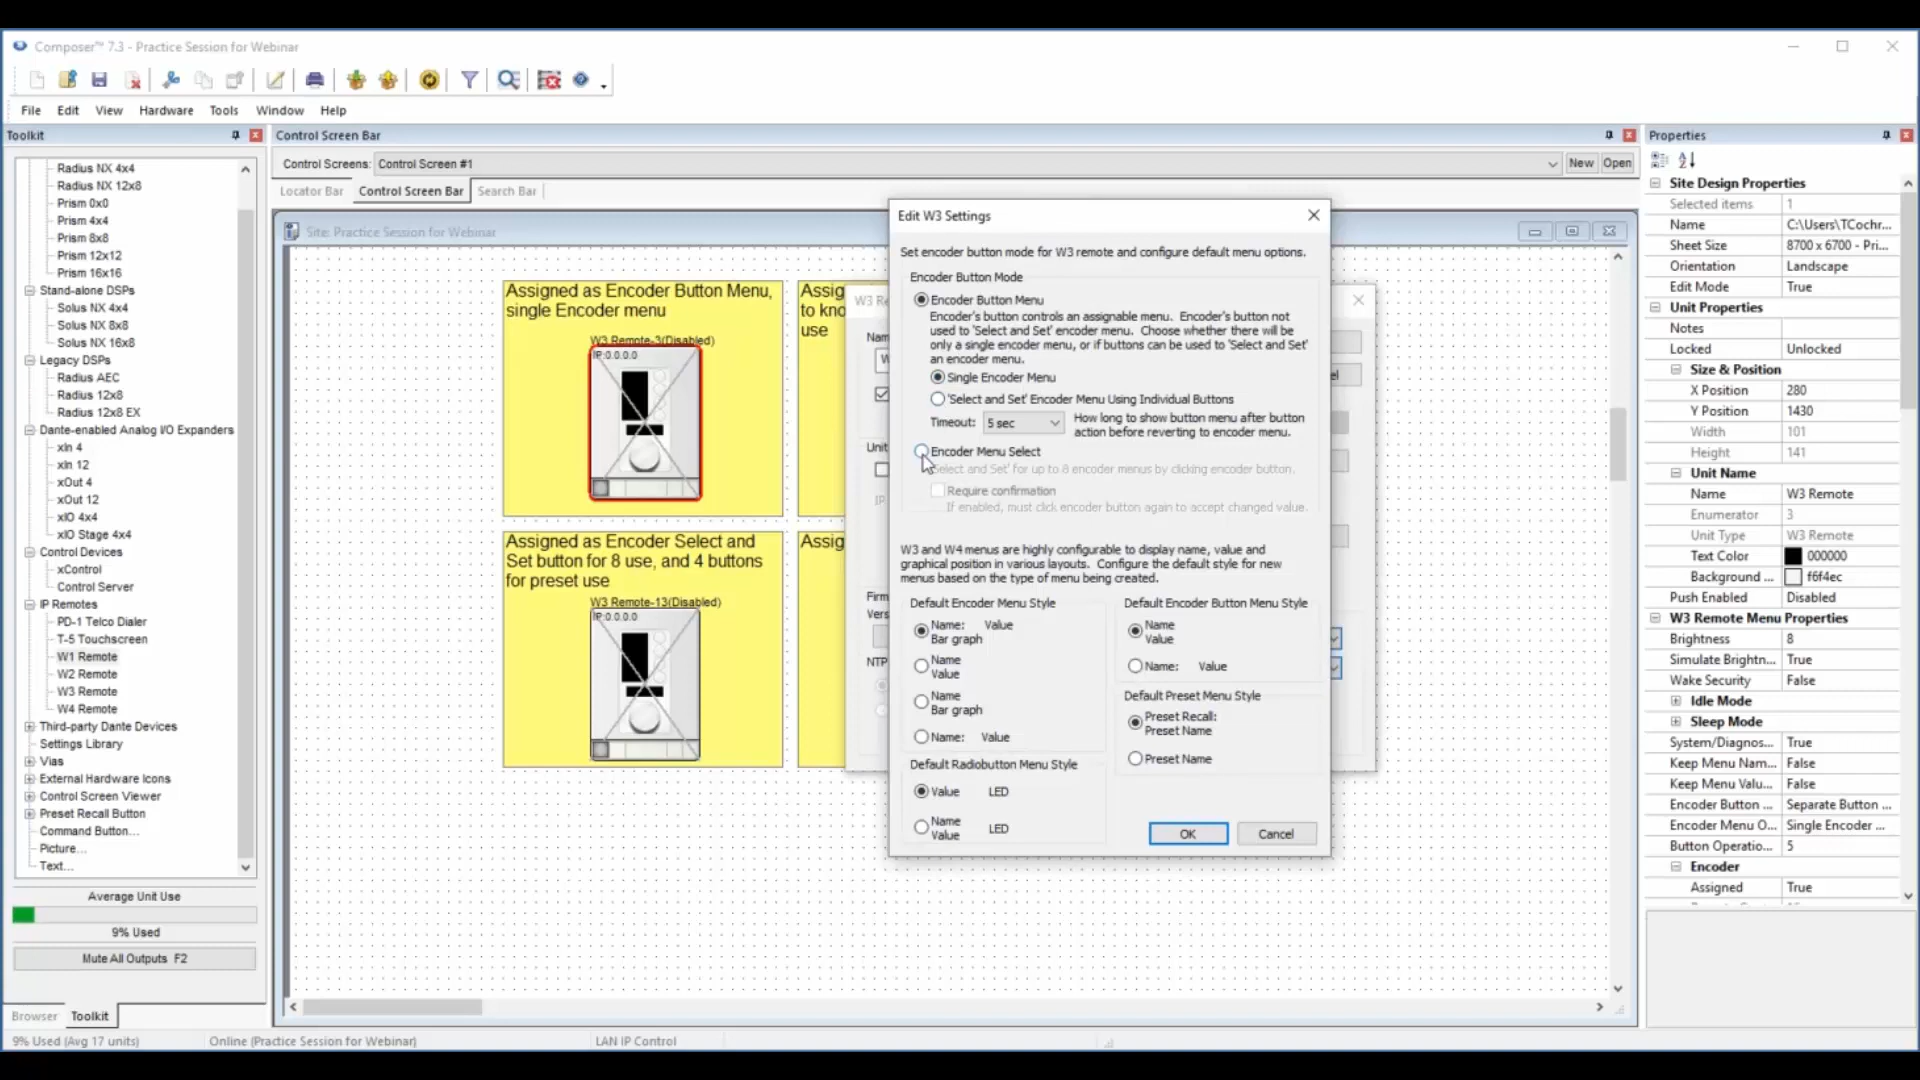 Composer™ 7.3 - Practice Session for Webinar
File Edit View Hardware Tools Window Help
Toolkit
Radius NX 4x4
Radius NX 12x8
Prism 0x0
Prism 4x4
Prism 8x8
Prism 12x12
Prism 16x16
Stand-alone DSPs
Solus NX 4x4
Solus NX 8x8
Solus NX 16x8
Legacy DSPs
Radius AEC
Radius 12x8
Radius 12x8 EX
Dante-enabled Analog I/O Expanders
xIn 4
xIn 12
xOut 4
xOut 12
xIO 4x4
xIO Stage 4x4
Control Devices
xControl
Control Server
IP Remotes
PD-1 Telco Dialer
T-5 Touchscreen
W1 Remote
W2 Remote
W3 Remote
W4 Remote
Third-party Dante Devices
Settings Library
Vias
External Hardware Icons
Control Screen Viewer
Preset Recall Button
Command Button...
Picture...
Text...
Average Unit Use
9% Used
Mute All Outputs F2
Browser Toolkit
9% Used (Avg 17 units) Online (Practice Session for Webinar) LAN IP Control
Control Screen Bar
Control Screens: Control Screen #1 New Open
Locator Bar Control Screen Bar Search Bar
Site: Practice Session for Webinar
Assigned as Encoder Button Menu,
single Encoder menu
W3 Remote-3(Disabled)
IP:0.0.0.0
Assig
to kno
use
Assigned as Encoder Select and
Set button for 8 use, and 4 buttons
for preset use
W3 Remote-13(Disabled)
IP:0.0.0.0
Assig
W3 Re
Nam
W
el
Unit
IP
Firm
Vers
NTP
Edit W3 Settings
Set encoder button mode for W3 remote and configure default menu options.
Encoder Button Mode
Encoder Button Menu
Encoder's button controls an assignable menu. Encoder's button not
used to 'Select and Set' encoder menu. Choose whether there will be
only a single encoder menu, or if buttons can be used to 'Select and Set'
an encoder menu.
Single Encoder Menu
'Select and Set' Encoder Menu Using Individual Buttons
Timeout: 5 sec How long to show button menu after button
action before reverting to encoder menu.
Encoder Menu Select
Select and Set' for up to 8 encoder menus by clicking encoder button.
Require confirmation
If enabled, must click encoder button again to accept changed value.
W3 and W4 menus are highly configurable to display name, value and
graphical position in various layouts. Configure the default style for new
menus based on the type of menu being created.
Default Encoder Menu Style
Name: Value
Bar graph
Name
Value
Name
Bar graph
Name: Value
Default Radiobutton Menu Style
Value LED
Name
Value LED
Default Encoder Button Menu Style
Name
Value
Name: Value
Default Preset Menu Style
Preset Recall:
Preset Name
Preset Name
OK Cancel
Properties
Site Design Properties
Selected items 1
Name C:\Users\TCochr...
Sheet Size 8700 x 6700 - Pri...
Orientation Landscape
Edit Mode True
Unit Properties
Notes
Locked Unlocked
Size & Position
X Position 280
Y Position 1430
Width 101
Height 141
Unit Name
Name W3 Remote
Enumerator 3
Unit Type W3 Remote
Text Color 000000
Background ... f6f4ec
Push Enabled Disabled
W3 Remote Menu Properties
Brightness 8
Simulate Brightn... True
Wake Security False
Idle Mode
Sleep Mode
System/Diagnos... True
Keep Menu Nam... False
Keep Menu Valu... False
Encoder Button ... Separate Button ...
Encoder Menu O... Single Encoder ...
Button Operatio... 5
Encoder
Assigned True